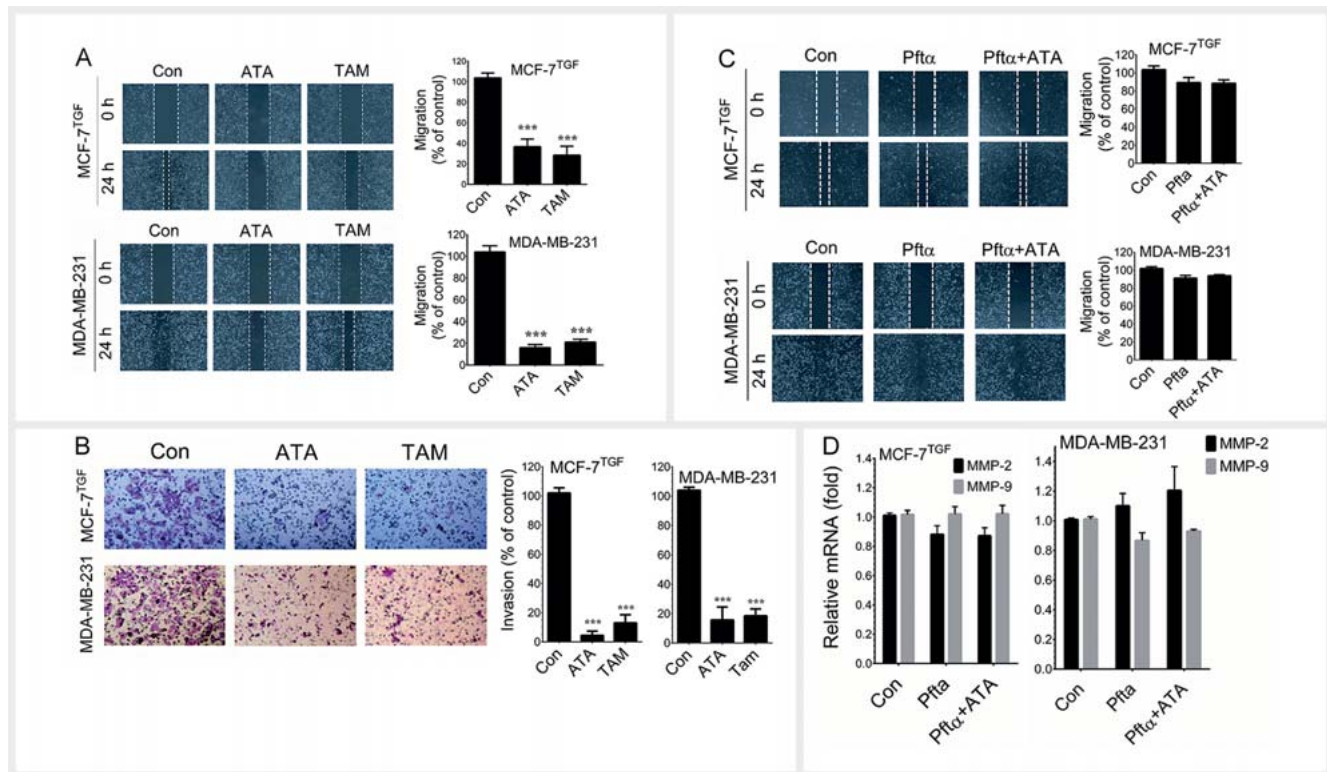 A
Con ATA TAM
MCF-7TGF
0 h
24 h
MDA-MB-231
Con ATA TAM
0h
24 h
Migration
(% of control)
MCF-7TGF
120
100
80
60
40
20
0
***
***
Con
ATA
TAM
Migration
(% of control)
MDA-MB-231
120
100
80
60
40
20
0
***
***
Con
ATA
TAM
C
Con Pftα Pftα+ATA
MCF-7TGF
0 h
24 h
MDA-MB-231
Con Pftα Pftα+ATA
0 h
24 h
Migration
(% of control)
MCF-7TGF
120
100
80
60
40
20
0
Con
Pfta
Pftα+ATA
Migration
(% of control)
MDA-MB-231
120
100
80
60
40
20
0
Con
Pfta
Pftα+ATA
B
Con ATA TAM
MCF-7TGF
MDA-MB-231
Invasion (% of control)
MCF-7TGF
120
100
80
60
40
20
0
***
***
Con
ATA
TAM
MDA-MB-231
120
100
80
60
40
20
0
***
***
Con
ATA
Tam
D
Relative mRNA (fold)
MCF-7TGF
MMP-2
MMP-9
1.4
1.2
1.0
0.8
0.6
0.4
0.2
0.0
Con
Pfta
Pftα+ATA
MDA-MB-231
MMP-2
MMP-9
1.4
1.2
1.0
0.8
0.6
0.4
0.2
0.0
Con
Pfta
Pftα+ATA